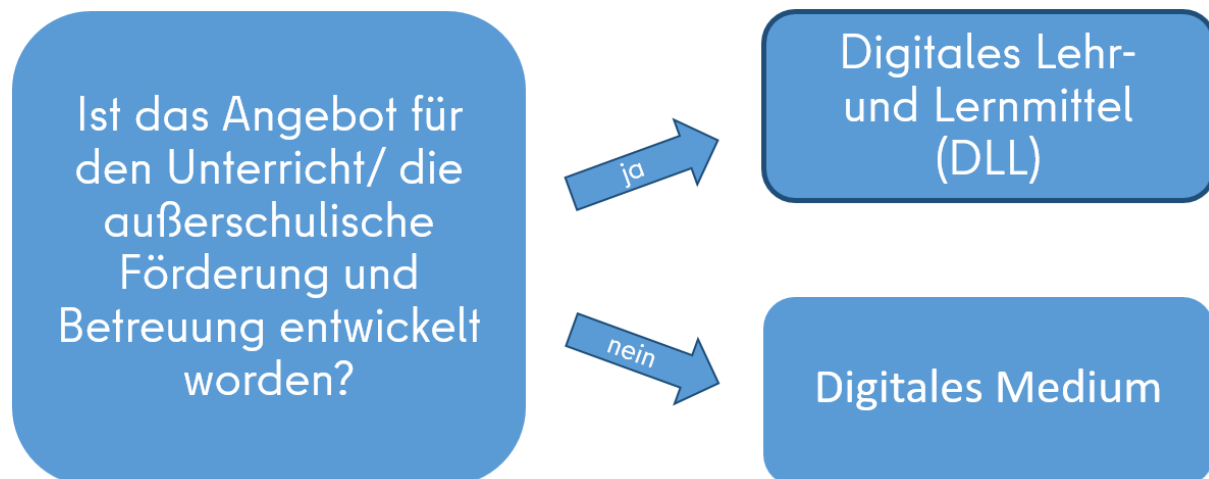 Ist das Angebot für
den Unterricht/ die
außerschulische
Förderung und
Betreuung entwickelt
worden?
ja
nein
Digitales Lehr-
und Lernmittel
(DLL)
Digitales Medium